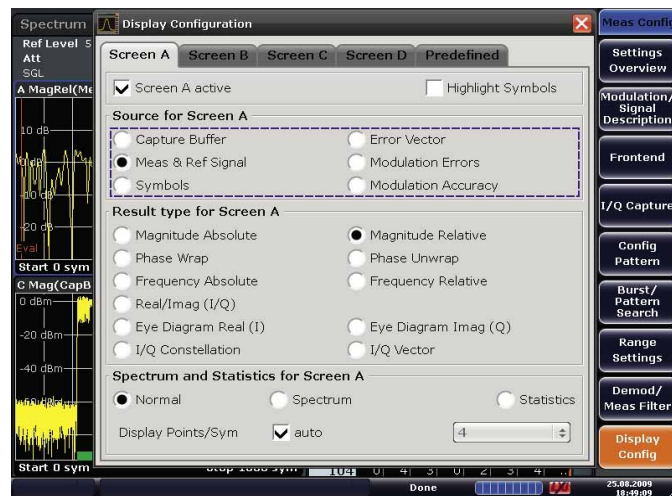 Spectrum
Display Configuration
Meas Config
Ref Level 5
Att
SGL
Screen A
Screen B
Screen C
Screen D
Predefined
Settings
Overview
A MagRel(Me
Screen A active
Highlight Symbols
Modulation/
Signal
Description
Source for Screen A
10 dB
Capture Buffer
Error Vector
Meas & Ref Signal
Modulation Errors
Frontend
-10 dB
Symbols
Modulation Accuracy
I/Q Capture
-20 dB
Result type for Screen A
Eval
Magnitude Absolute
Magnitude Relative
Config
Pattern
Start 0 sym
Phase Wrap
Phase Unwrap
C Mag(CapB
Frequency Absolute
Frequency Relative
Burst/
Pattern
Search
0 dBm
Real/Imag (I/Q)
-20 dBm
Eye Diagram Real (I)
Eye Diagram Imag (Q)
Range
Settings
I/Q Constellation
I/Q Vector
-40 dBm
Spectrum and Statistics for Screen A
Demod/
Meas Filter
Normal
Spectrum
Statistics
Display Points/Sym
auto
4
Display
Config
Start 0 sym
Done
25.08.2009
18:49:09